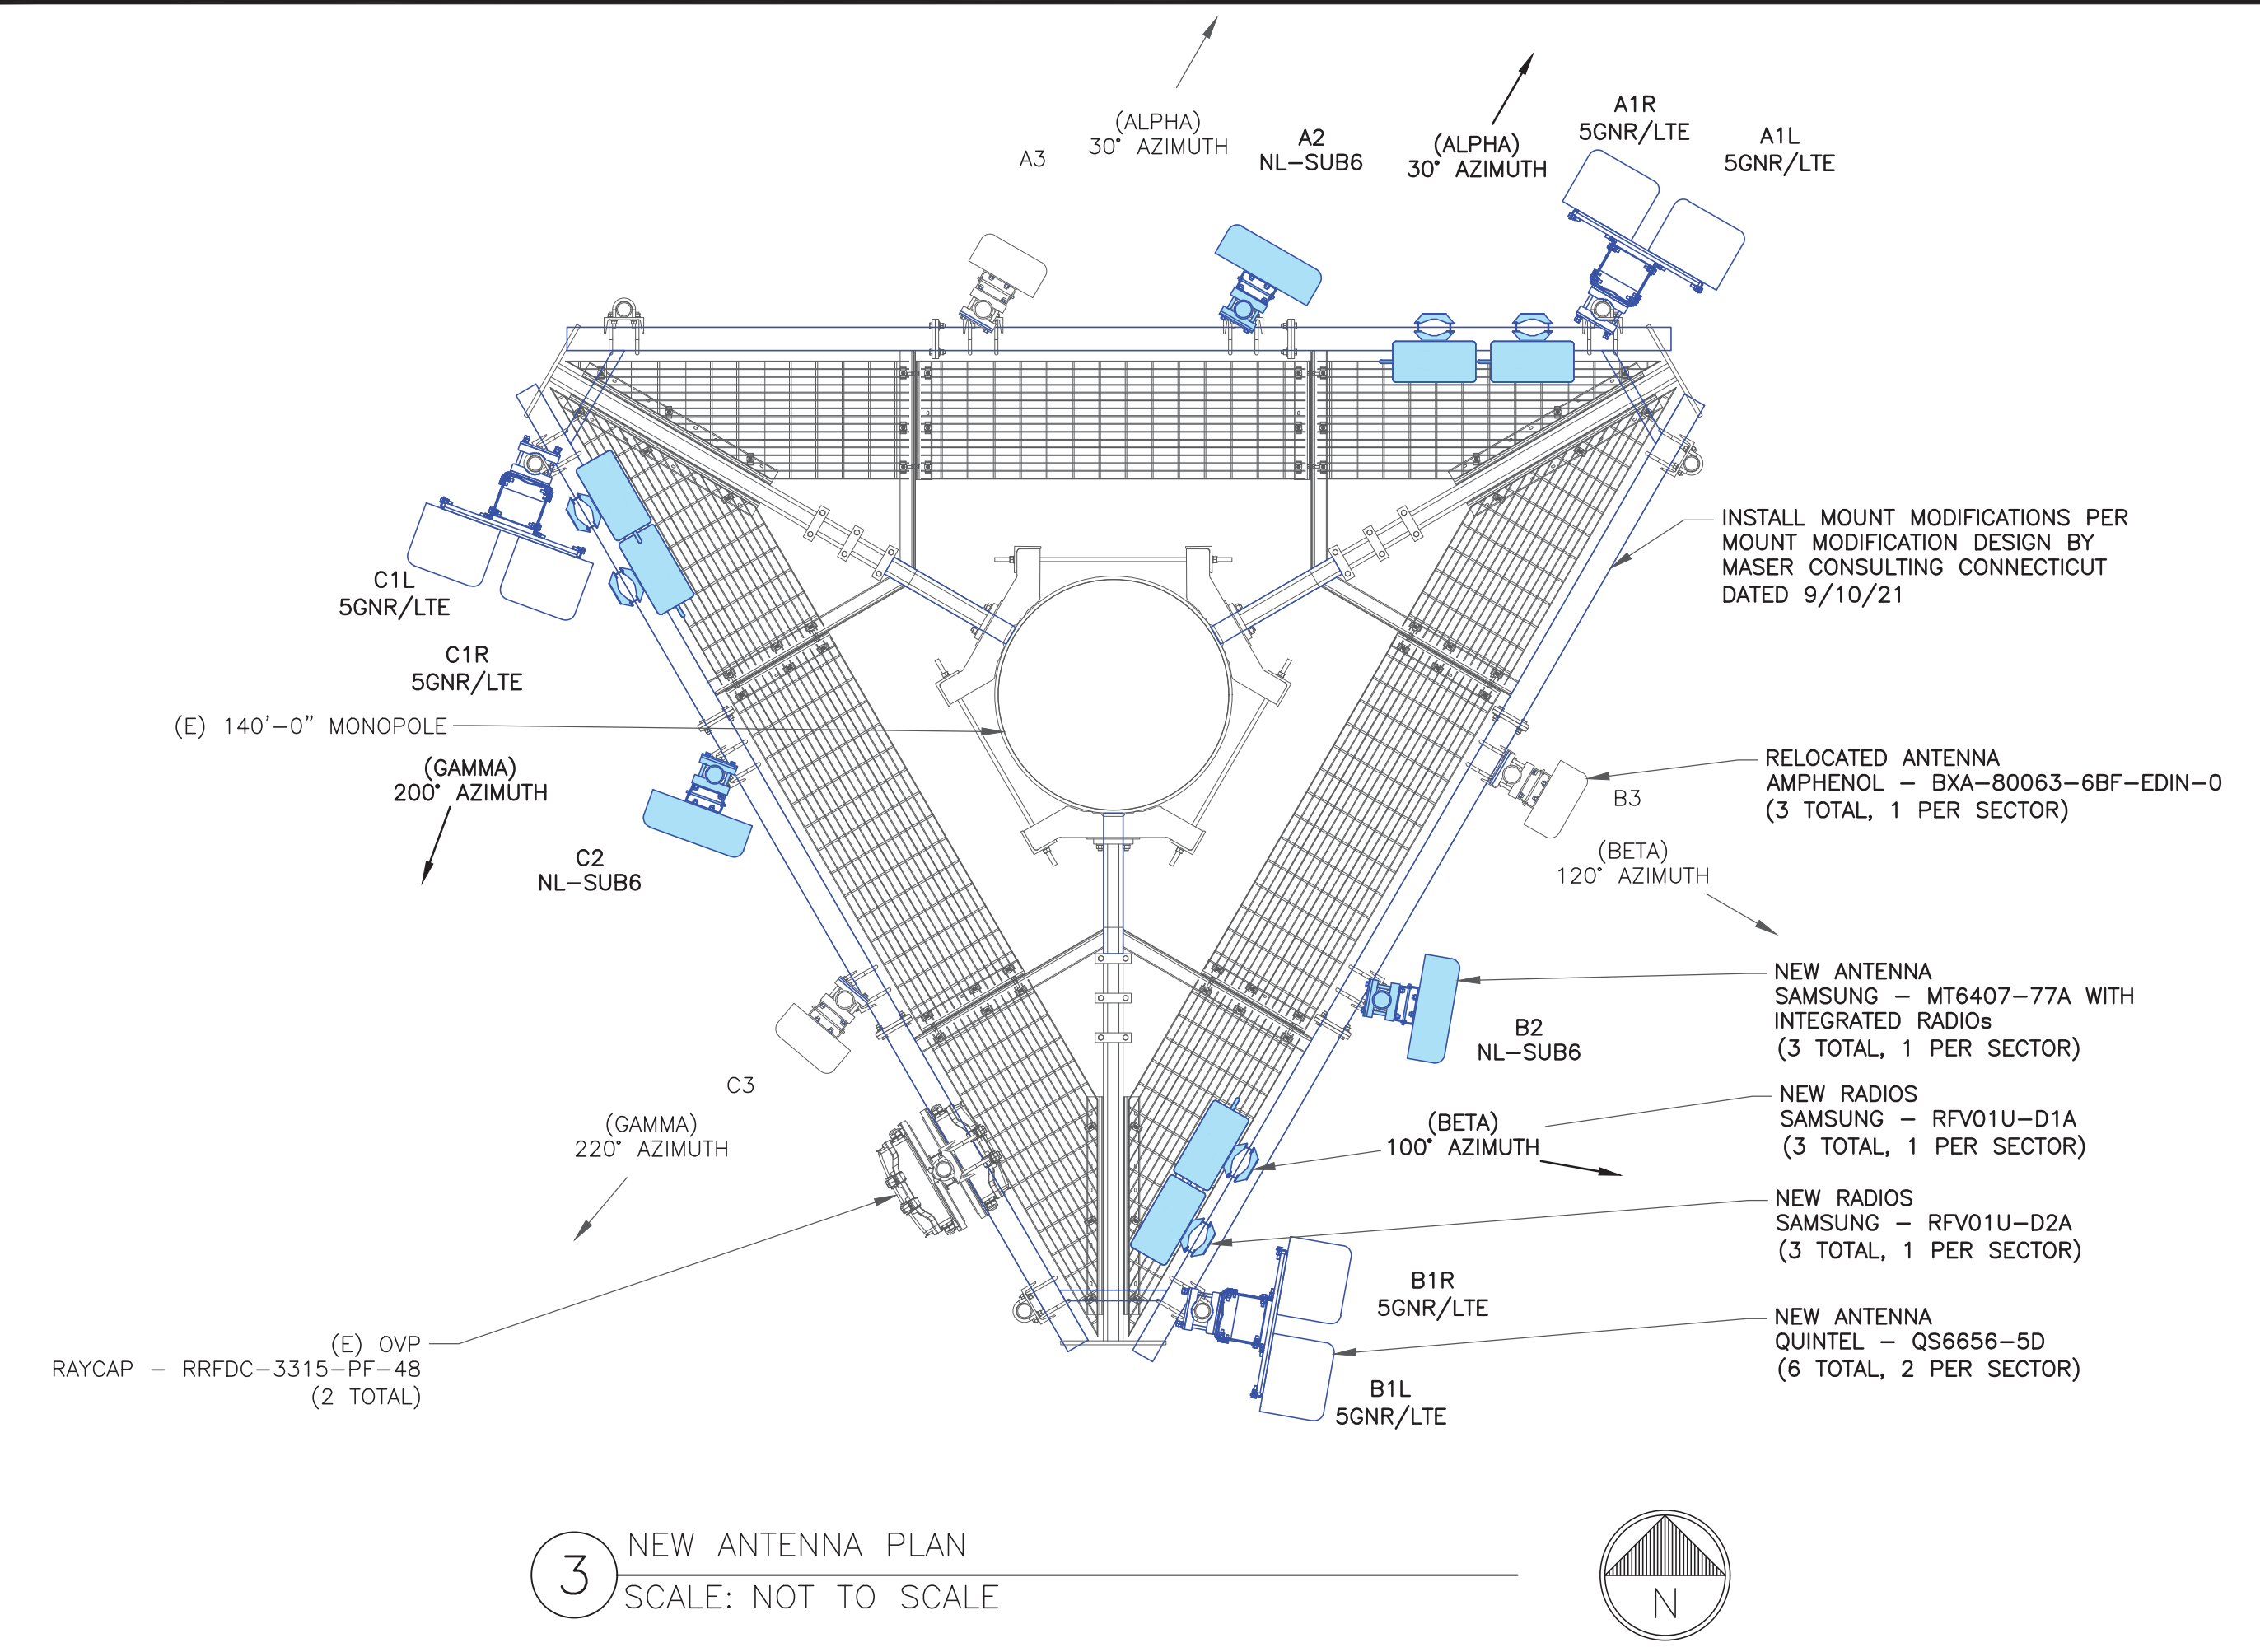 (ALPHA)
30° AZIMUTH
A3
A2
NL-SUB6
(ALPHA)
30° AZIMUTH
A1R
5GNR/LTE
A1L
5GNR/LTE
INSTALL MOUNT MODIFICATIONS PER
MOUNT MODIFICATION DESIGN BY
MASER CONSULTING CONNECTICUT
DATED 9/10/21
C1L
5GNR/LTE
C1R
5GNR/LTE
(E) 140'-0" MONOPOLE
(GAMMA)
200° AZIMUTH
C2
NL-SUB6
RELOCATED ANTENNA
AMPHENOL - BXA-80063-6BF-EDIN-0
(3 TOTAL, 1 PER SECTOR)
B3
(BETA)
120° AZIMUTH
NEW ANTENNA
SAMSUNG - MT6407-77A WITH
INTEGRATED RADIOs
(3 TOTAL, 1 PER SECTOR)
B2
NL-SUB6
C3
(GAMMA)
220° AZIMUTH
(BETA)
100° AZIMUTH
NEW RADIOS
SAMSUNG - RFV01U-D1A
(3 TOTAL, 1 PER SECTOR)
NEW RADIOS
SAMSUNG - RFV01U-D2A
(3 TOTAL, 1 PER SECTOR)
B1R
5GNR/LTE
NEW ANTENNA
QUINTEL - QS6656-5D
(6 TOTAL, 2 PER SECTOR)
B1L
5GNR/LTE
(E) OVP
RAYCAP - RRFDC-3315-PF-48
(2 TOTAL)
3
NEW ANTENNA PLAN
SCALE: NOT TO SCALE
N